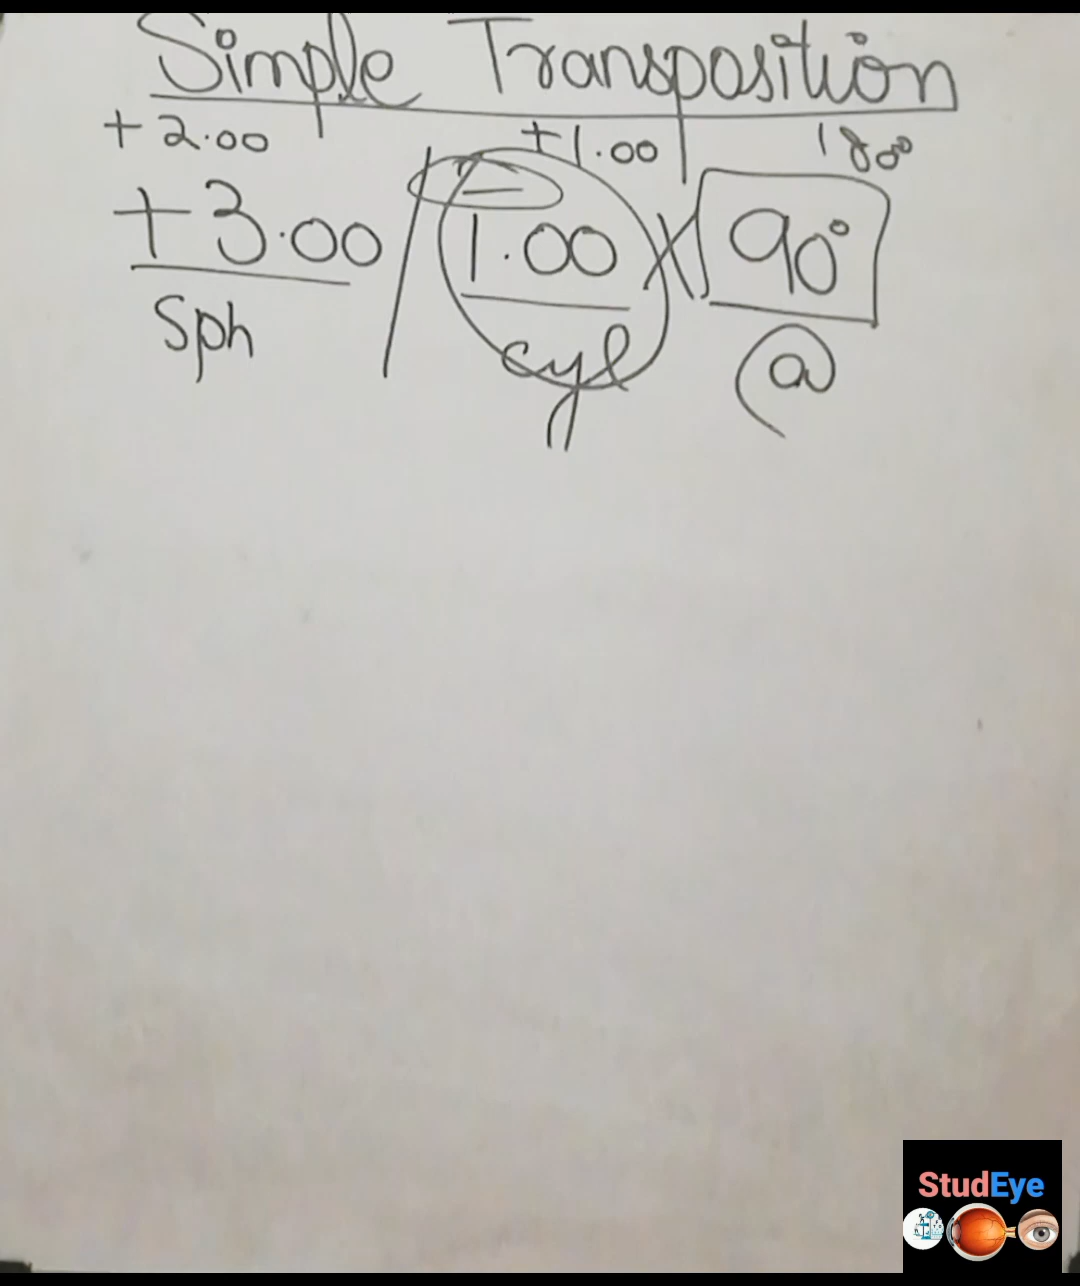 Simple Transposition
+2.00 +1.00 180°
+3.00 / - 1.00 X 90°
Sph cyl a
StudEye